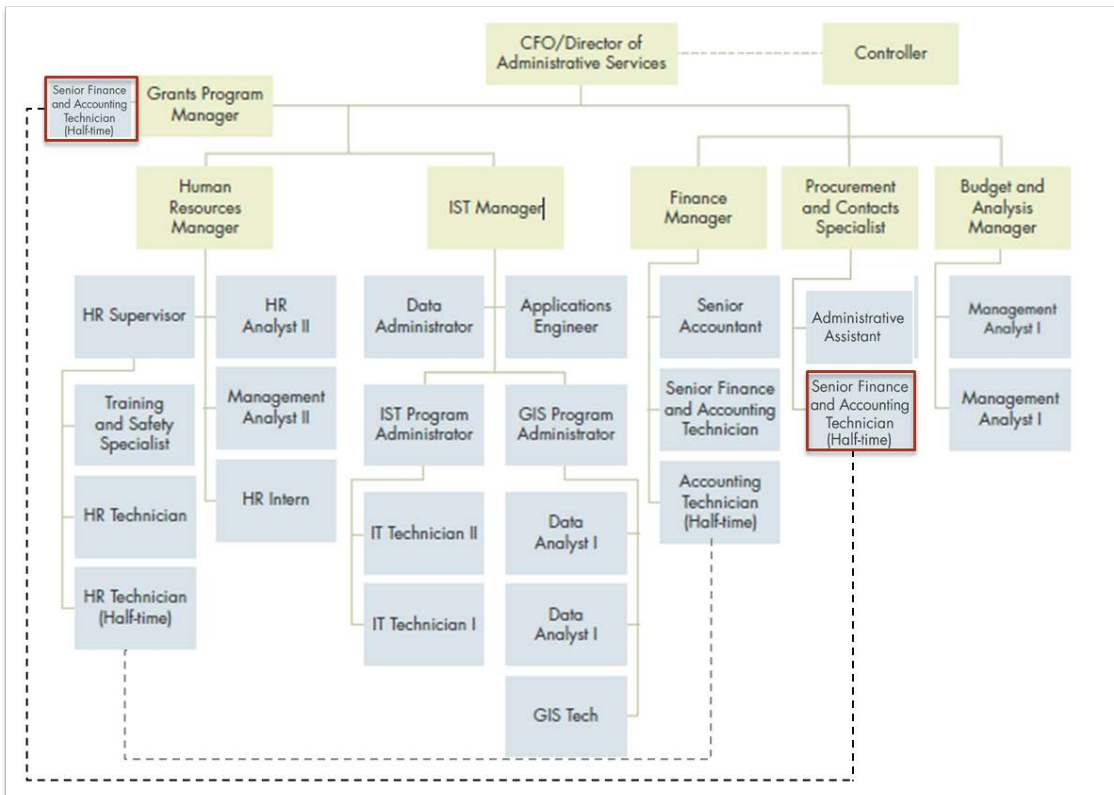 CFO/Director of
Administrative Services
Controller
Senior Finance
and Accounting
Technician
(Half-time)
Grants Program
Manager
Human
Resources
Manager
IST Manager
Finance
Manager
Procurement
and Contacts
Specialist
Budget and
Analysis
Manager
HR Supervisor
HR
Analyst II
Training
and Safety
Specialist
Management
Analyst II
HR Technician
HR Intern
HR Technician
(Half-time)
Data
Administrator
Applications
Engineer
IST Program
Administrator
GIS Program
Administrator
IT Technician II
Data
Analyst I
IT Technician I
Data
Analyst I
GIS Tech
Senior
Accountant
Senior Finance
and Accounting
Technician
Accounting
Technician
(Half-time)
Administrative
Assistant
Senior Finance
and Accounting
Technician
(Half-time)
Management
Analyst I
Management
Analyst I